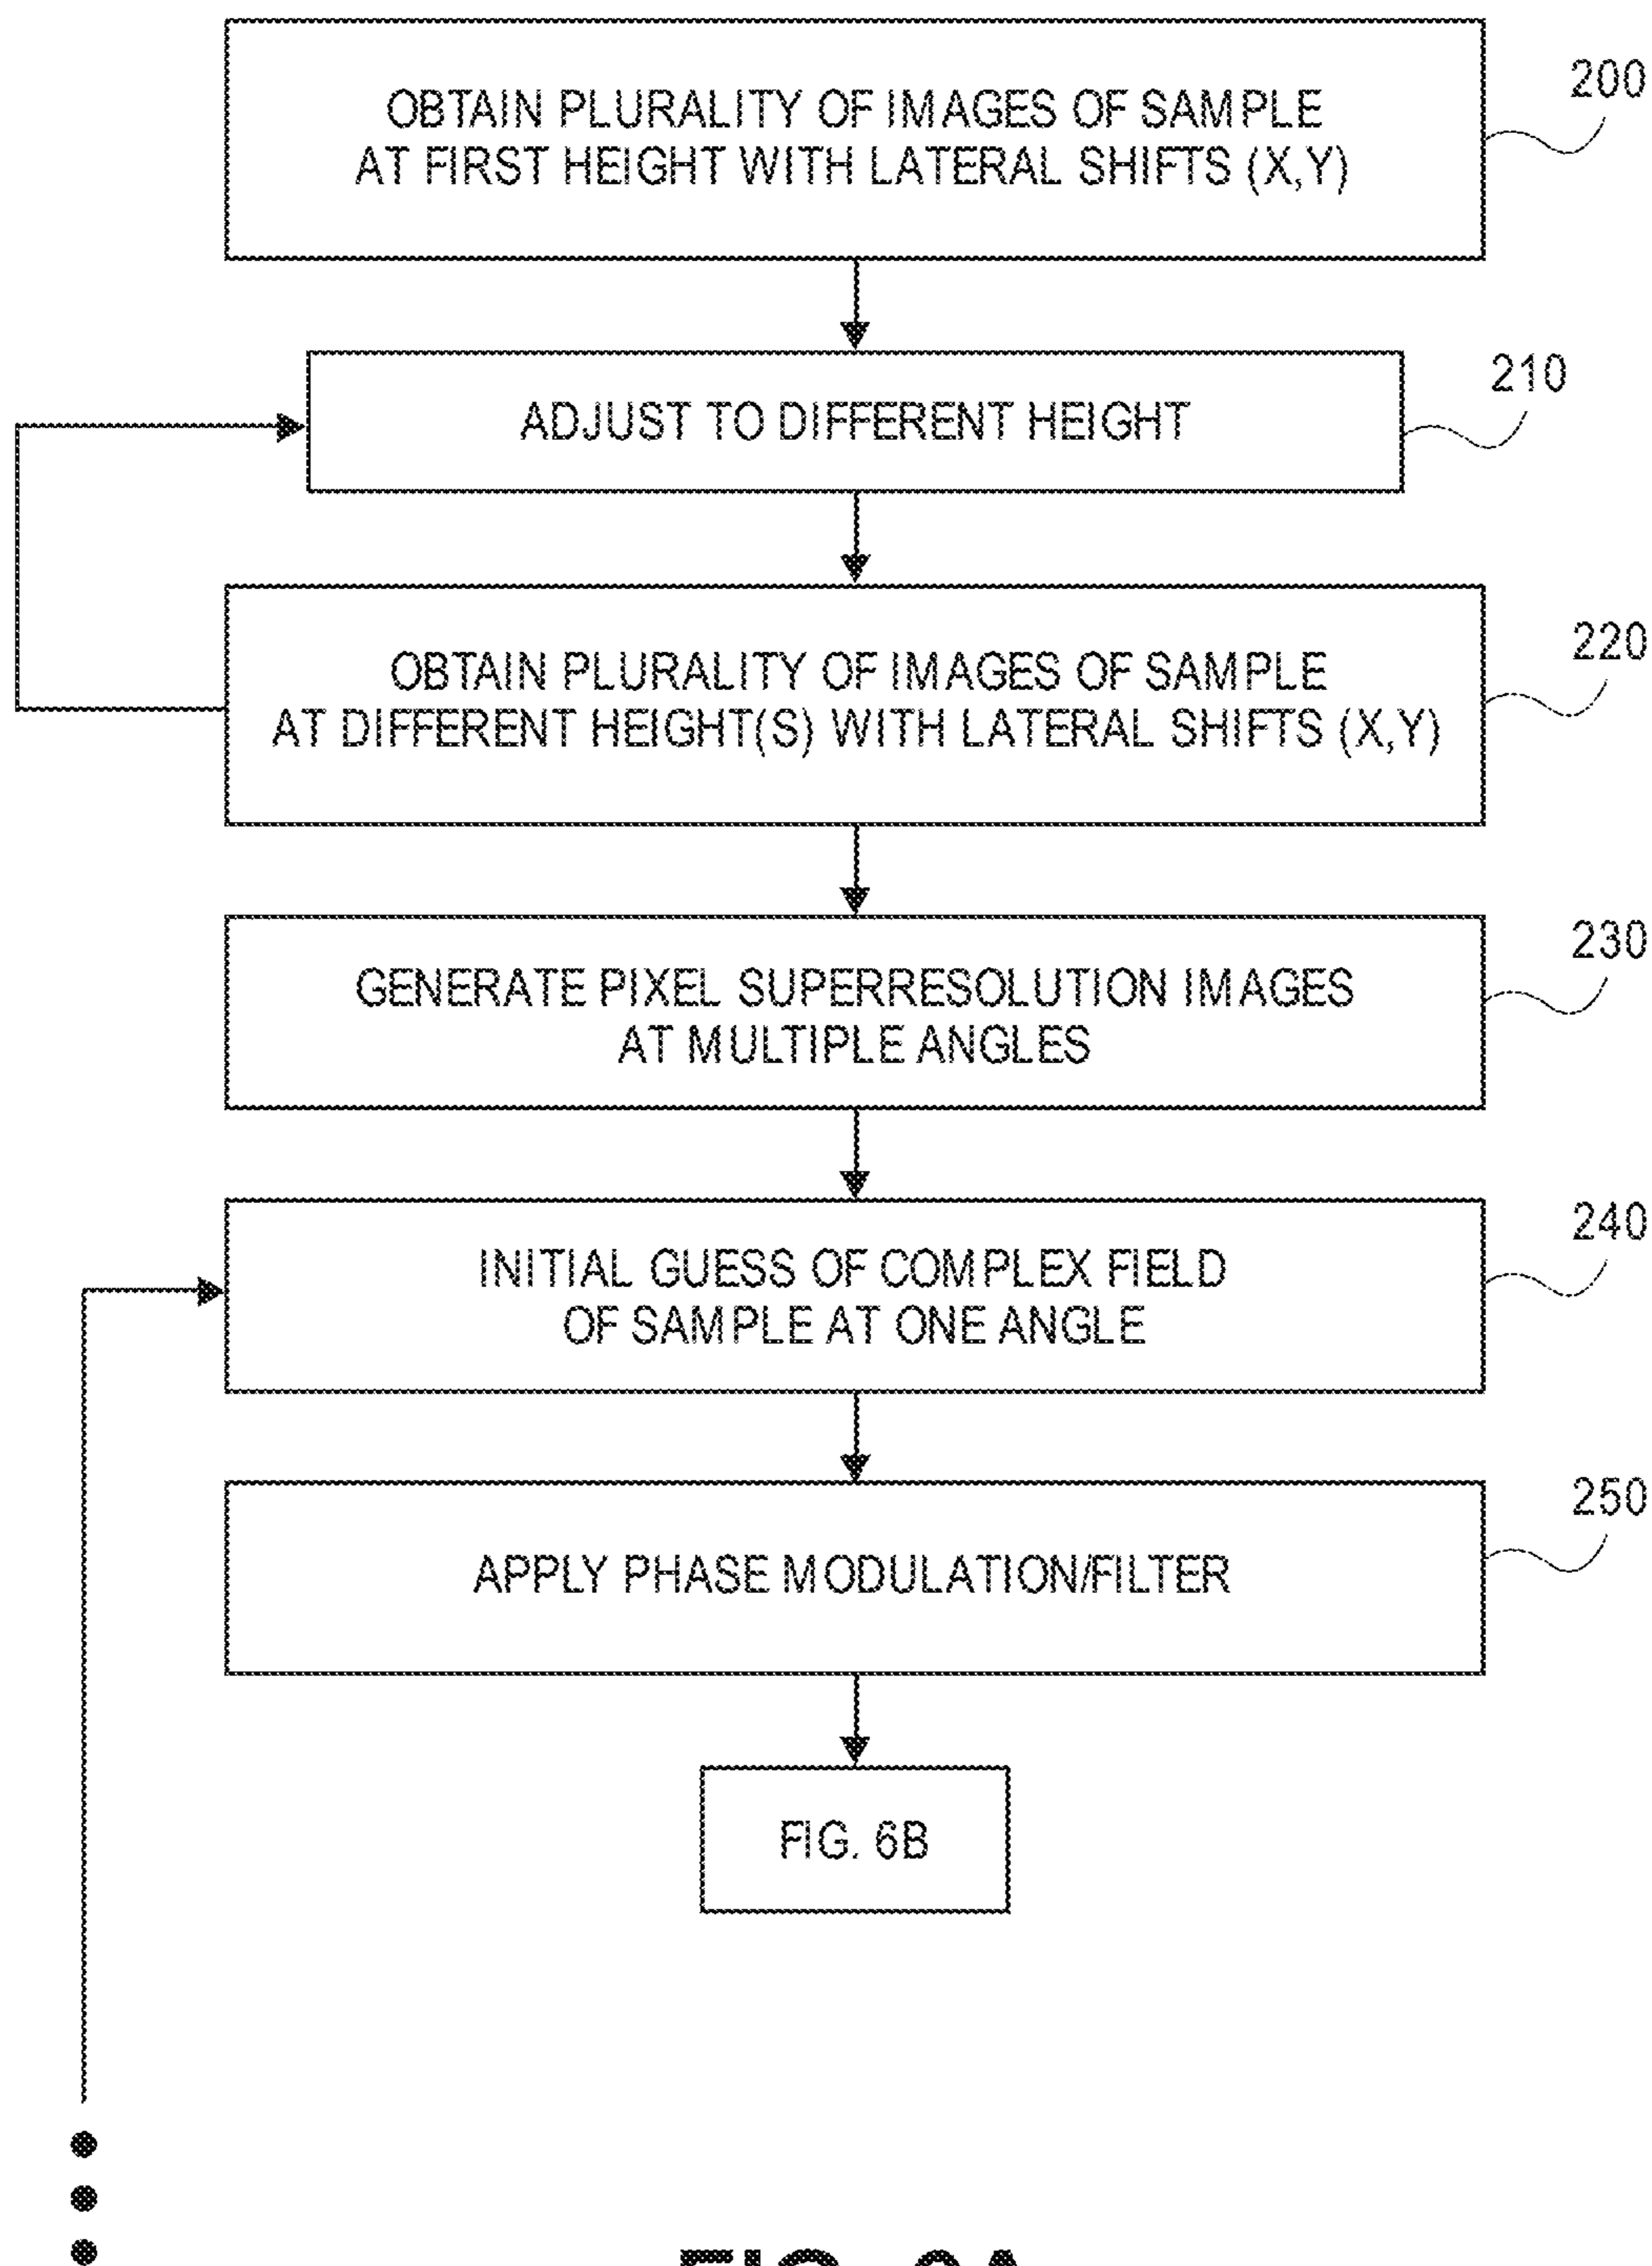 OBTAIN PLURALITY OF IMAGES OF SAMPLE
AT FIRST HEIGHT WITH LATERAL SHIFTS (X,Y)
200
ADJUST TO DIFFERENT HEIGHT
210
OBTAIN PLURALITY OF IMAGES OF SAMPLE
AT DIFFERENT HEIGHT(S) WITH LATERAL SHIFTS (X,Y)
220
GENERATE PIXEL SUPERRESOLUTION IMAGES
AT MULTIPLE ANGLES
230
INITIAL GUESS OF COMPLEX FIELD
OF SAMPLE AT ONE ANGLE
240
APPLY PHASE MODULATION/FILTER
250
FIG. 6B